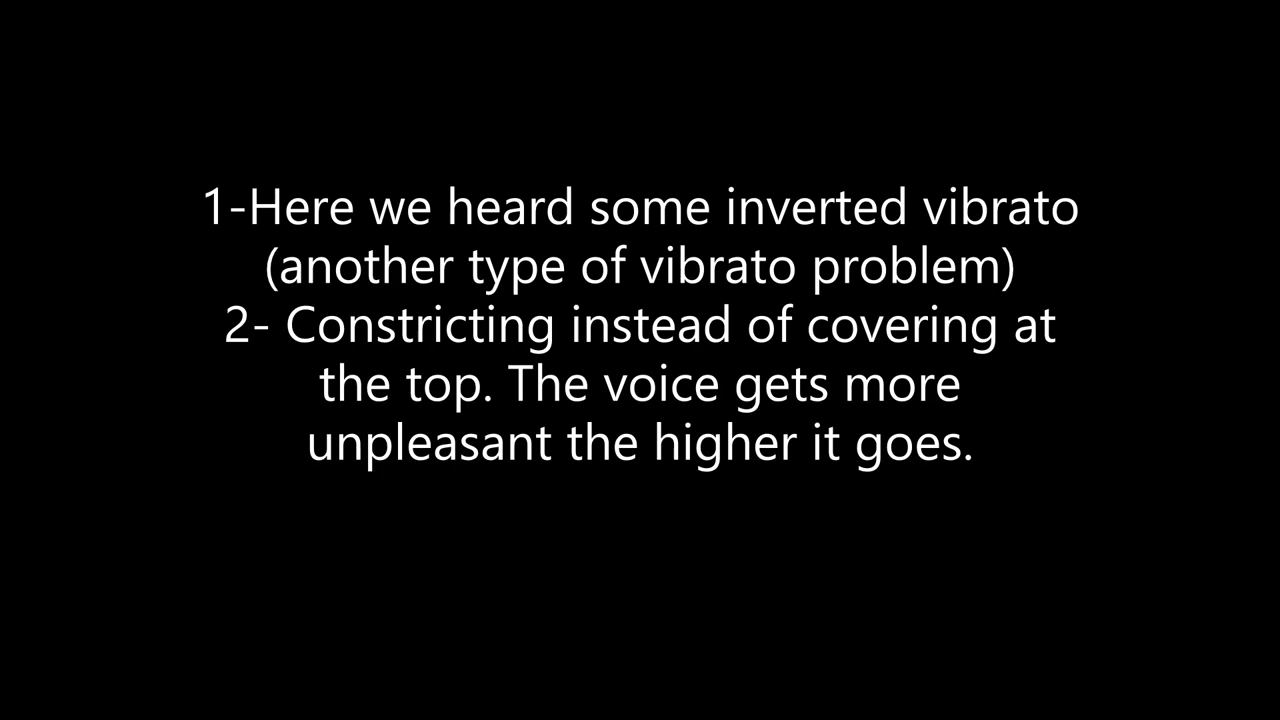 1-Here we heard some inverted vibrato
(another type of vibrato problem)
2- Constricting instead of covering at
the top. The voice gets more
unpleasant the higher it goes.